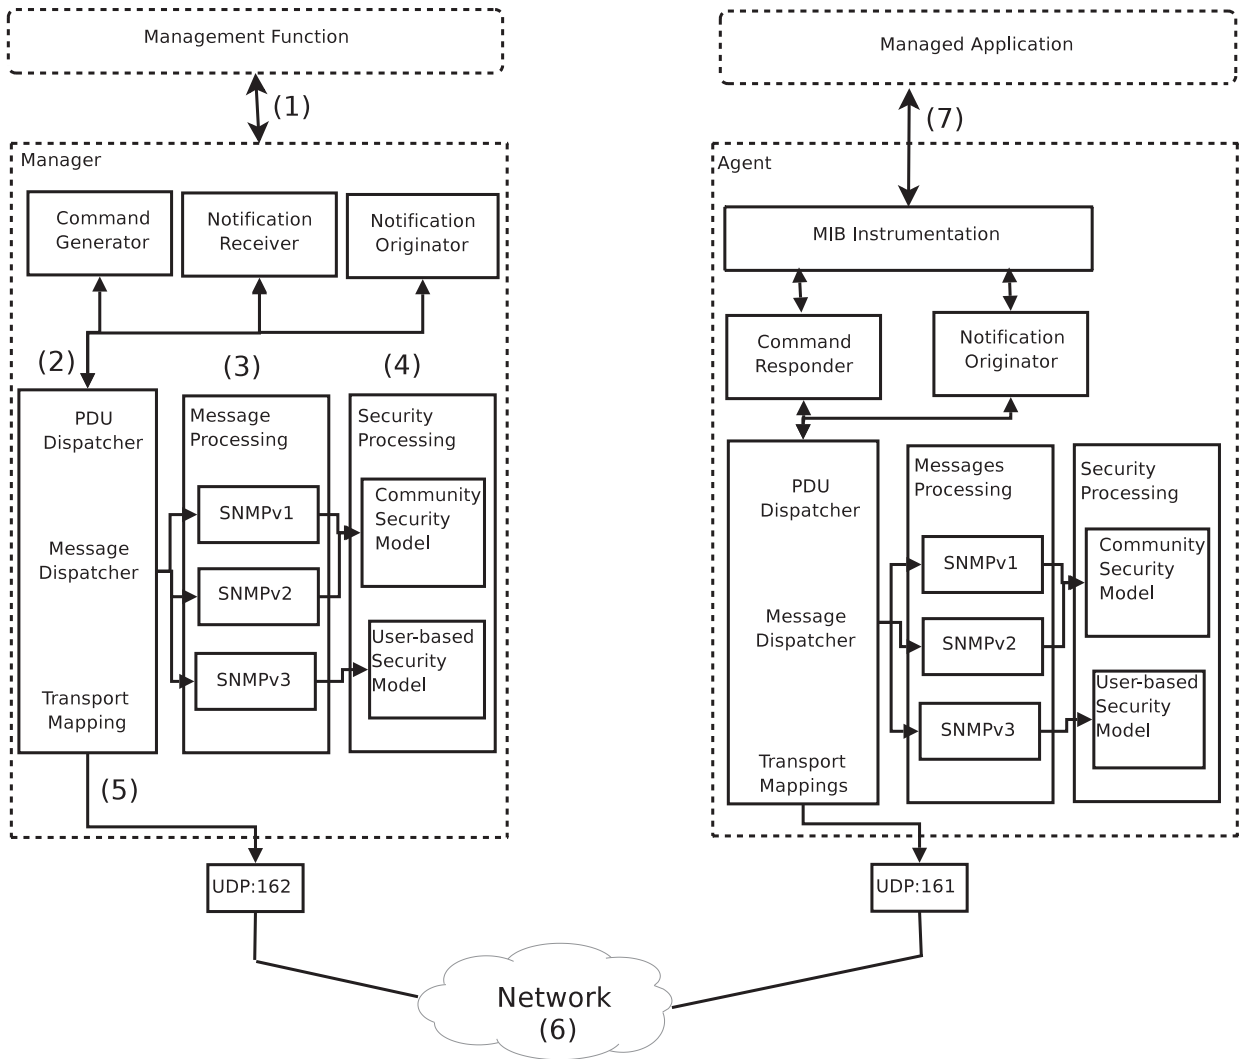 Management Function
(1)
Manager
Command
Generator
Notification
Receiver
Notification
Originator
(2)
(3)
(4)
PDU
Dispatcher
Message
Dispatcher
Transport
Mapping
Message
Processing
SNMPv1
SNMPv2
SNMPv3
Security
Processing
Community
Security
Model
User-based
Security
Model
(5)
UDP:162
Managed Application
(7)
Agent
MIB Instrumentation
Command
Responder
Notification
Originator
PDU
Dispatcher
Message
Dispatcher
Transport
Mappings
Messages
Processing
SNMPv1
SNMPv2
SNMPv3
Security
Processing
Community
Security
Model
User-based
Security
Model
UDP:161
Network
(6)